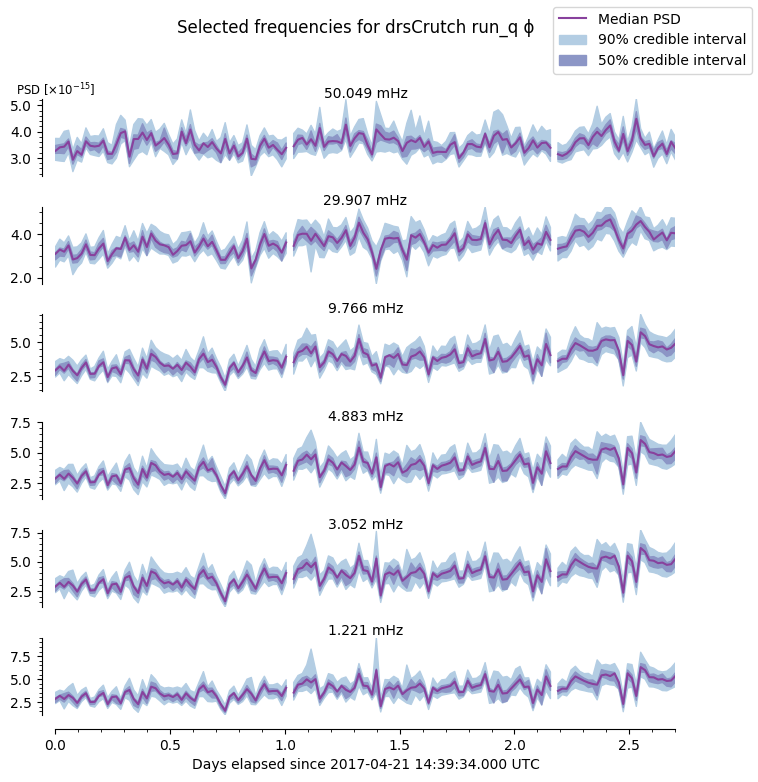 Selected frequencies for drsCrutch run_q ϕ
Median PSD
90% credible interval
50% credible interval
PSD [×10⁻¹⁵]
50.049 mHz
5.0
4.0
3.0
29.907 mHz
4.0
2.0
9.766 mHz
5.0
2.5
4.883 mHz
7.5
5.0
2.5
3.052 mHz
7.5
5.0
2.5
1.221 mHz
7.5
5.0
2.5
0.0 0.5 1.0 1.5 2.0 2.5
Days elapsed since 2017-04-21 14:39:34.000 UTC